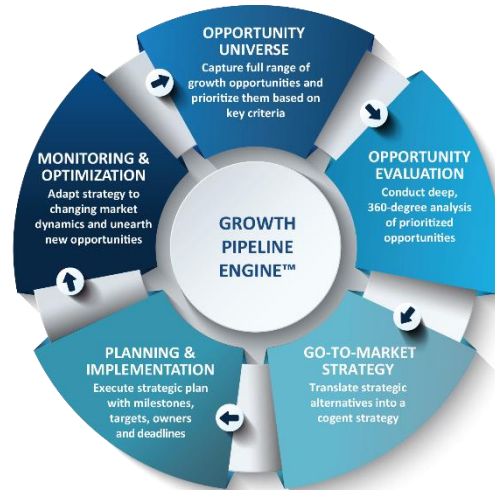 OPPORTUNITY
UNIVERSE
Capture full range of
growth opportunities and
prioritize them based on
key criteria
OPPORTUNITY
EVALUATION
Conduct deep,
360-degree analysis
of prioritized
opportunities
GO-TO-MARKET
STRATEGY
Translate strategic
alternatives into a
cogent strategy
PLANNING &
IMPLEMENTATION
Execute strategic plan
with milestones,
targets, owners
and deadlines
MONITORING &
OPTIMIZATION
Adapt strategy to
changing market
dynamics and unearth
new opportunities
GROWTH
PIPELINE
ENGINE™